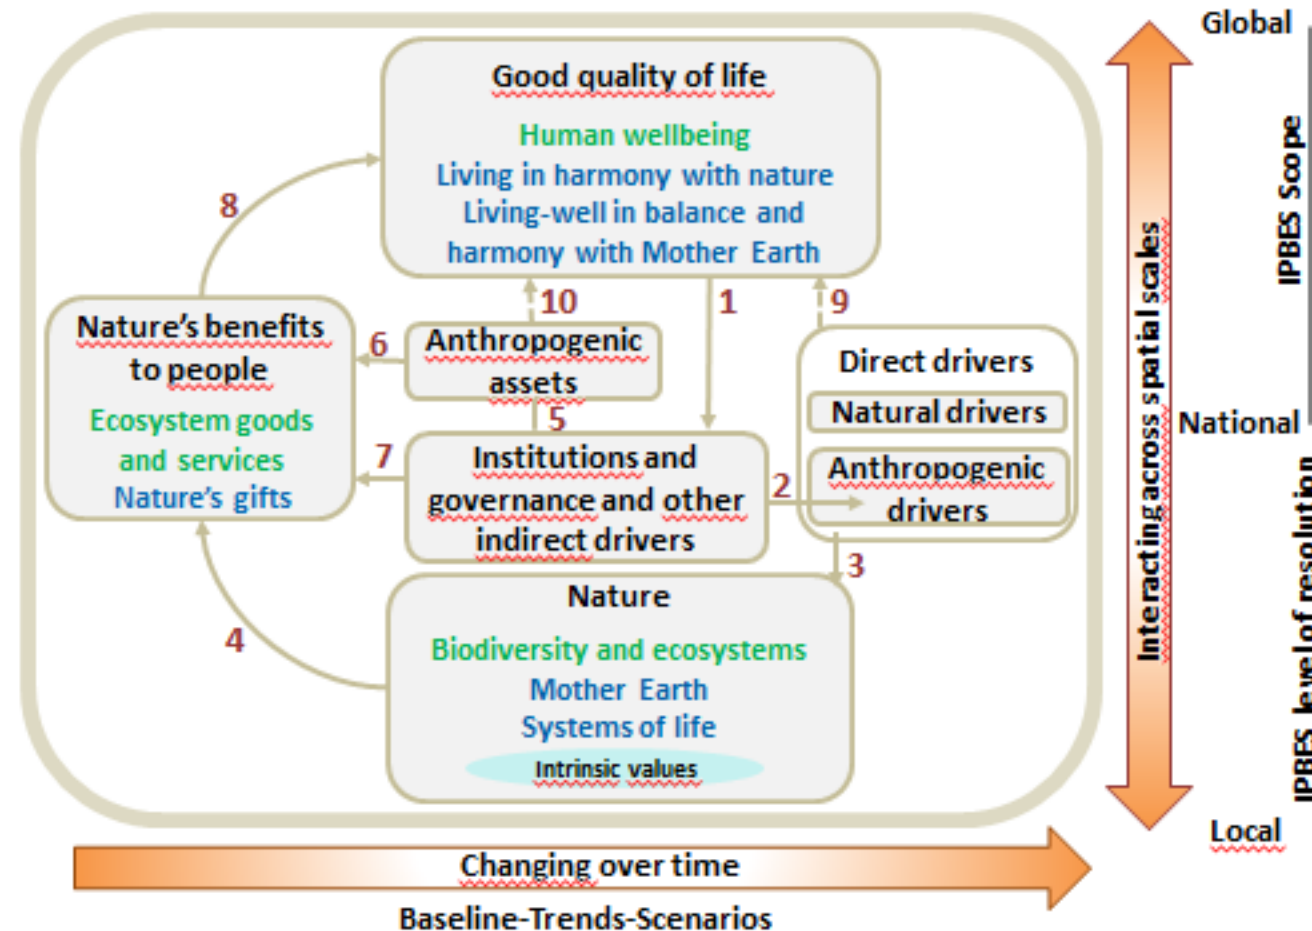 Good quality of life
Human wellbeing
Living in harmony with nature
Living-well in balance and
harmony with Mother Earth
8
10
1
9
Nature's benefits
to people
Ecosystem goods
and services
Nature's gifts
6
Anthropogenic
assets
5
7
Institutions and
governance and other
indirect drivers
2
Direct drivers
Natural drivers
Anthropogenic
drivers
3
4
Nature
Biodiversity and ecosystems
Mother Earth
Systems of life
Intrinsic values
Changing over time
Baseline-Trends-Scenarios
Interacting across spatial scales
Global
IPBES Scope
National
IPBES level of resolution
Local